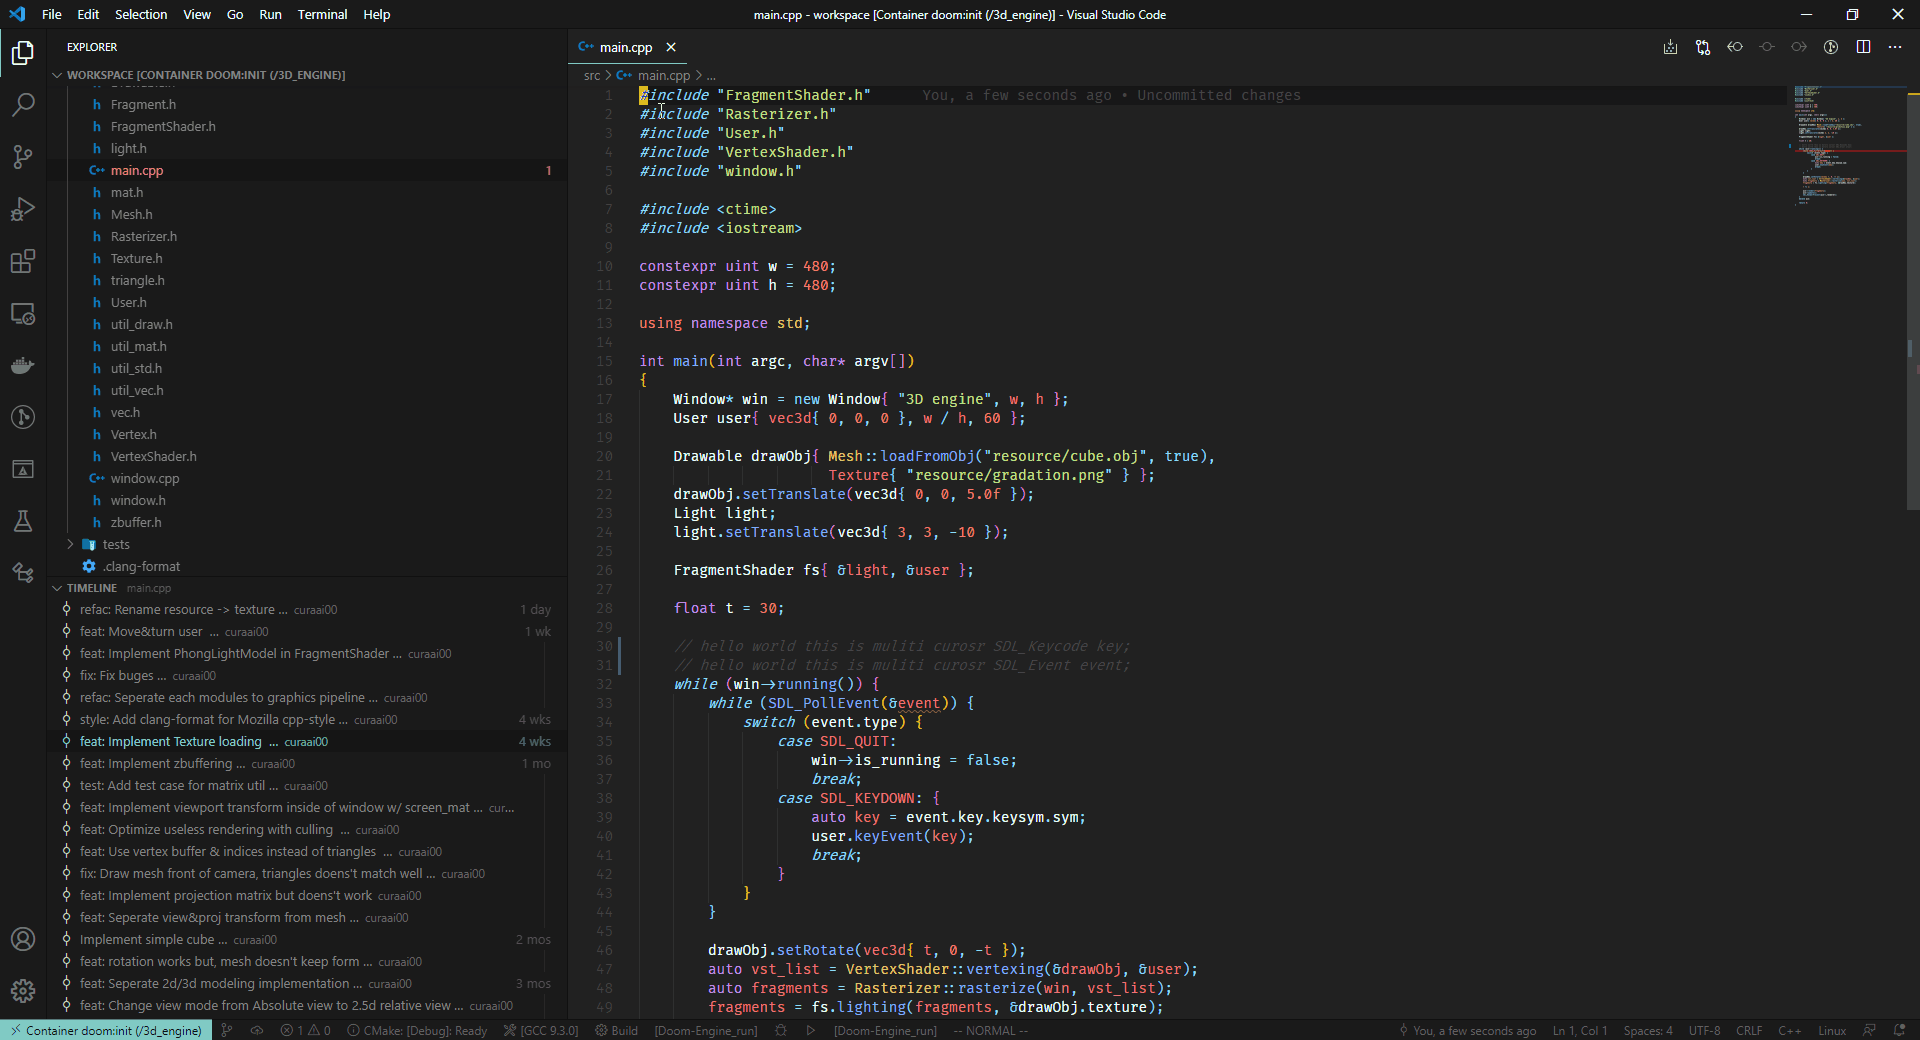 File Edit Selection View Go Run Terminal Help
main.cpp - workspace [Container doom:init (/3d_engine)] - Visual Studio Code
EXPLORER
WORKSPACE [CONTAINER DOOM:INIT (/3D_ENGINE)]
h Fragment.h
h FragmentShader.h
h light.h
C++ main.cpp 1
h mat.h
h Mesh.h
h Rasterizer.h
h Texture.h
h triangle.h
h User.h
h util_draw.h
h util_mat.h
h util_std.h
h util_vec.h
h vec.h
h Vertex.h
h VertexShader.h
C++ window.cpp
h window.h
h zbuffer.h
tests
.clang-format
TIMELINE main.cpp
refac: Rename resource -> texture ... curaai00 1 day
feat: Move&turn user ... curaai00 1 wk
feat: Implement PhongLightModel in FragmentShader ... curaai00
fix: Fix buges ... curaai00
refac: Seperate each modules to graphics pipeline ... curaai00
style: Add clang-format for Mozilla cpp-style ... curaai00 4 wks
feat: Implement Texture loading ... curaai00 4 wks
feat: Implement zbuffering ... curaai00 1 mo
test: Add test case for matrix util ... curaai00
feat: Implement viewport transform inside of window w/ screen_mat ... cur...
feat: Optimize useless rendering with culling ... curaai00
feat: Use vertex buffer & indices instead of triangles ... curaai00
fix: Draw mesh front of camera, triangles doens't match well ... curaai00
feat: Implement projection matrix but doens't work curaai00
feat: Seperate view&proj transform from mesh ... curaai00
Implement simple cube ... curaai00 2 mos
feat: rotation works but, mesh doesn't keep form ... curaai00
feat: Seperate 2d/3d modeling implementation ... curaai00 3 mos
feat: Change view mode from Absolute view to 2.5d relative view ... curaai00
C++ main.cpp
src > C++ main.cpp > ...
1 #include "FragmentShader.h" You, a few seconds ago • Uncommitted changes
2 #include "Rasterizer.h"
3 #include "User.h"
4 #include "VertexShader.h"
5 #include "window.h"
6
7 #include <ctime>
8 #include <iostream>
9
10 constexpr uint w = 480;
11 constexpr uint h = 480;
12
13 using namespace std;
14
15 int main(int argc, char* argv[])
16 {
17 Window* win = new Window{ "3D engine", w, h };
18 User user{ vec3d{ 0, 0, 0 }, w / h, 60 };
19
20 Drawable drawObj{ Mesh::loadFromObj("resource/cube.obj", true),
21 Texture{ "resource/gradation.png" } };
22 drawObj.setTranslate(vec3d{ 0, 0, 5.0f });
23 Light light;
24 light.setTranslate(vec3d{ 3, 3, -10 });
25
26 FragmentShader fs{ &light, &user };
27
28 float t = 30;
29
30 // hello world this is muliti curosr SDL_Keycode key;
31 // hello world this is muliti curosr SDL_Event event;
32 while (win->running()) {
33 while (SDL_PollEvent(&event)) {
34 switch (event.type) {
35 case SDL_QUIT:
36 win->is_running = false;
37 break;
38 case SDL_KEYDOWN: {
39 auto key = event.key.keysym.sym;
40 user.keyEvent(key);
41 break;
42 }
43 }
44 }
45
46 drawObj.setRotate(vec3d{ t, 0, -t });
47 auto vst_list = VertexShader::vertexing(&drawObj, &user);
48 auto fragments = Rasterizer::rasterize(win, vst_list);
49 fragments = fs.lighting(fragments, &drawObj.texture);
Container doom:init (/3d_engine) 1 0 CMake: [Debug]: Ready [GCC 9.3.0] Build [Doom-Engine_run] [Doom-Engine_run] -- NORMAL -- You, a few seconds ago Ln 1, Col 1 Spaces: 4 UTF-8 CRLF C++ Linux